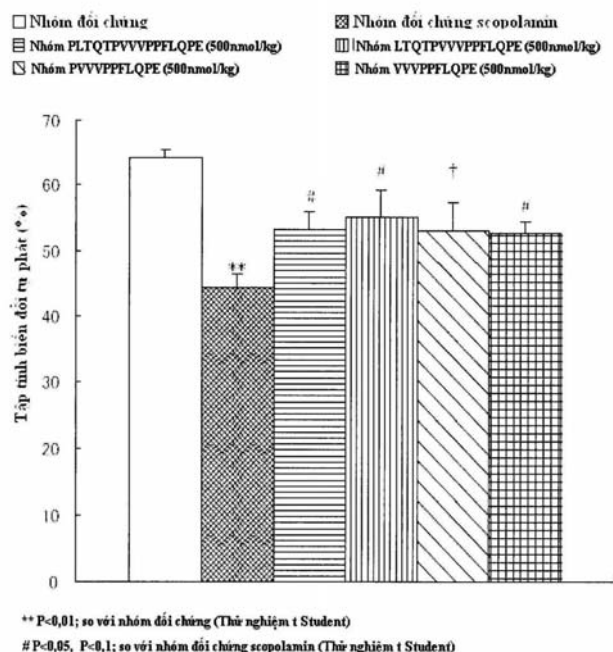 Nhóm đối chứng
Nhóm đối chứng scopolamin
Nhóm PLTQTPVVVPPFLQPE (500nmol/kg)
Nhóm LTQTPVVVPPFLQPE (500nmol/kg)
Nhóm PVVVPPFLQPE (500nmol/kg)
Nhóm VVVPPFLQPE (500nmol/kg)
Tập tính biến đổi tự phát (%)
70
60
50
40
30
20
10
0
**
#
#
†
#
** P<0,01; so với nhóm đối chứng (Thử nghiệm t Student)
# P<0,05, P<0,1; so với nhóm đối chứng scopolamin (Thử nghiệm t Student)